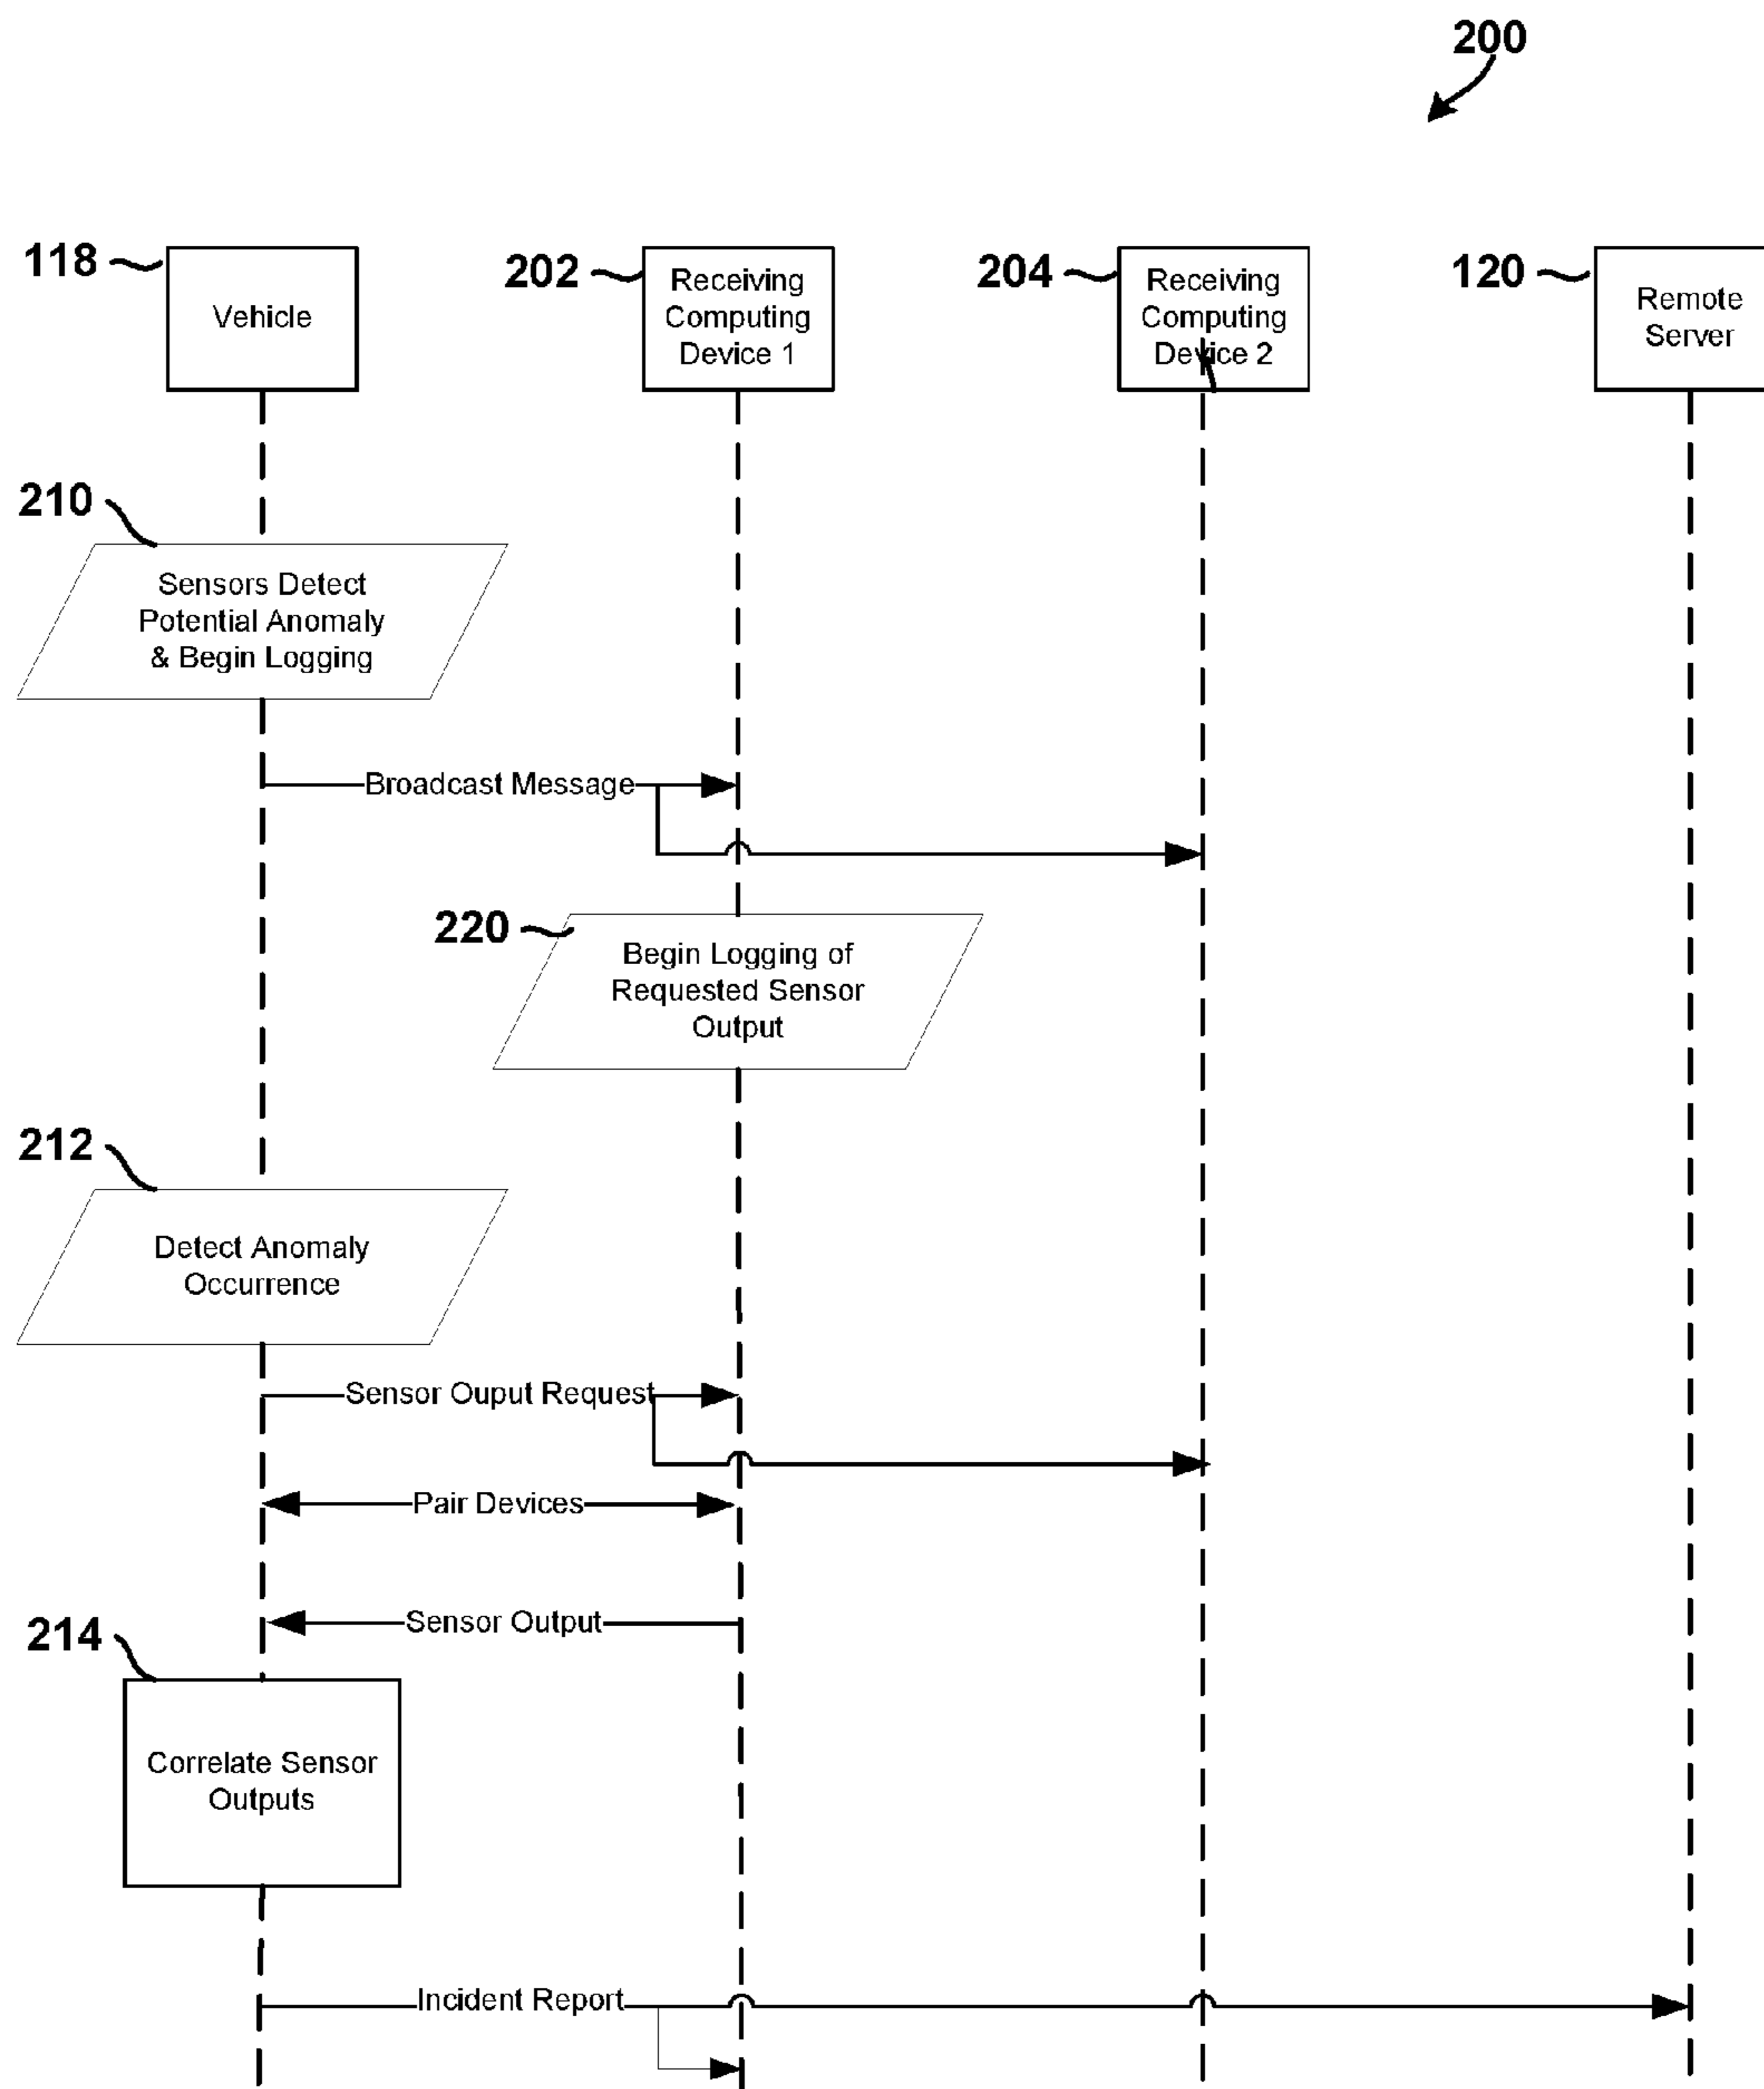 200
118
Vehicle
202
Receiving
Computing
Device 1
204
Receiving
Computing
Device 2
120
Remote
Server
210
Sensors Detect
Potential Anomaly
& Begin Logging
Broadcast Message
220
Begin Logging of
Requested Sensor
Output
212
Detect Anomaly
Occurrence
Sensor Ouput Request
Pair Devices
Sensor Output
214
Correlate Sensor
Outputs
Incident Report